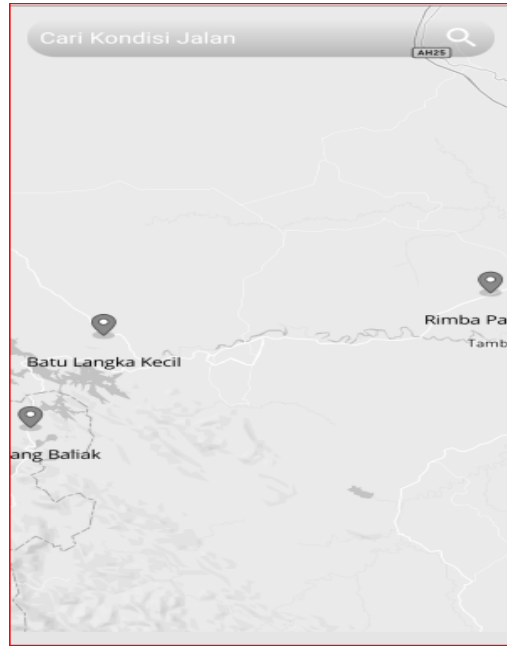 Cari Kondisi Jalan
AH25
Rimba Pa
Tamb
Batu Langka Kecil
ang Baliak